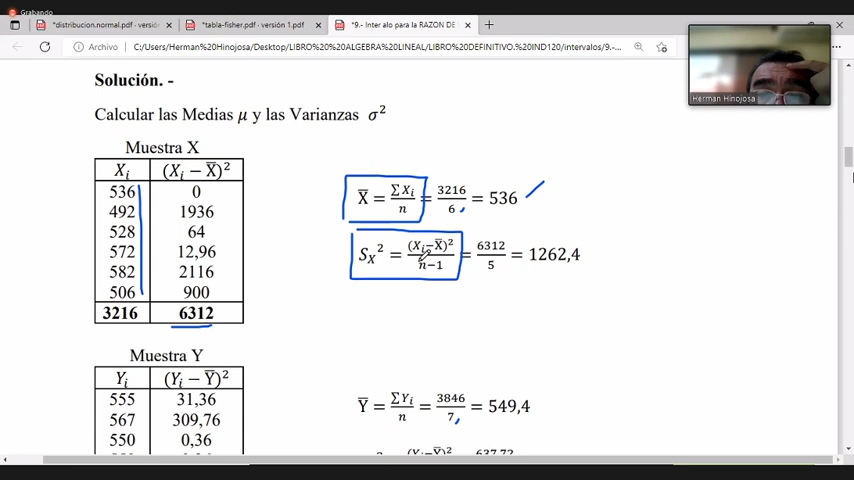 Grabando
*distribucion.normal.pdf - versió
*tabla-fisher.pdf - versión 1.pdf
*9.- Inter alo para la RAZON DE
Archivo
C:/Users/Herman%20Hinojosa/Desktop/LIBRO%20%20ALGEBRA%20LINEAL/LIBRO%20DEFINITIVO.%20IND120/intervalos/9.-...
Herman Hinojosa
Solución. -
Calcular las Medias μ y las Varianzas σ²
Muestra X
Xi (Xi − X̅)²
536 0
492 1936
528 64
572 12,96
582 2116
506 900
3216 6312
X̅ = ∑Xi/n = 3216/6 = 536
SX² = (Xi−X̅)²/n−1 = 6312/5 = 1262,4
Muestra Y
Yi (Yi − Y̅)²
555 31,36
567 309,76
550 0,36
Y̅ = ∑Yi/n = 3846/7 = 549,4